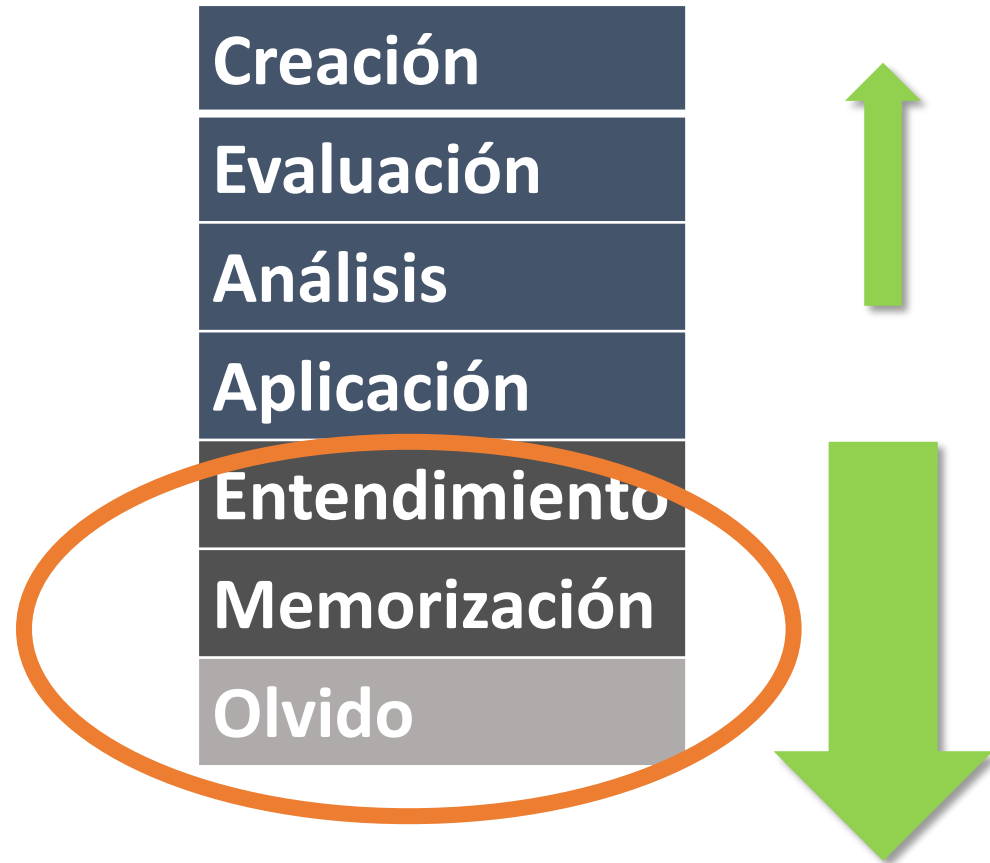 Creación
Evaluación
Análisis
Aplicación
Entendimiento
Memorización
Olvido